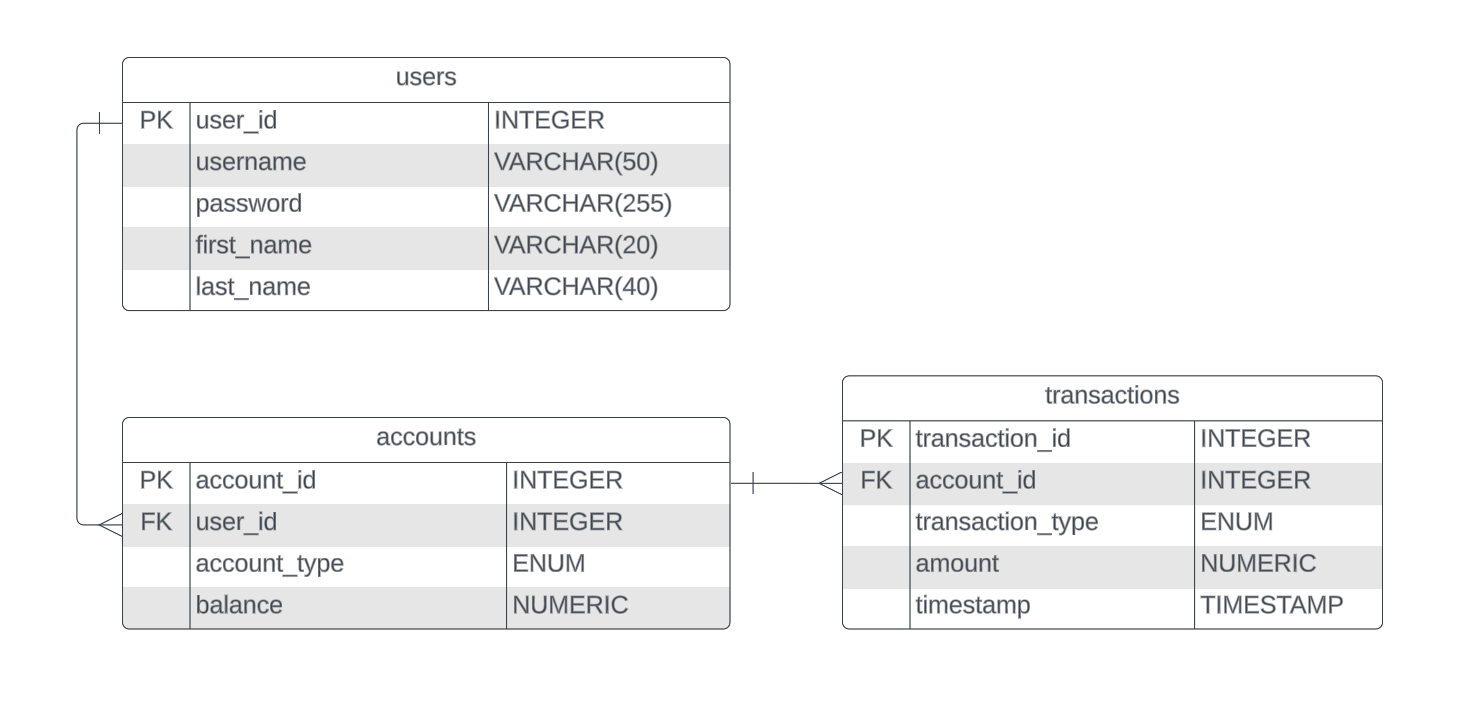 users
PK user_id INTEGER
username VARCHAR(50)
password VARCHAR(255)
first_name VARCHAR(20)
last_name VARCHAR(40)
accounts
PK account_id INTEGER
FK user_id INTEGER
account_type ENUM
balance NUMERIC
transactions
PK transaction_id INTEGER
FK account_id INTEGER
transaction_type ENUM
amount NUMERIC
timestamp TIMESTAMP